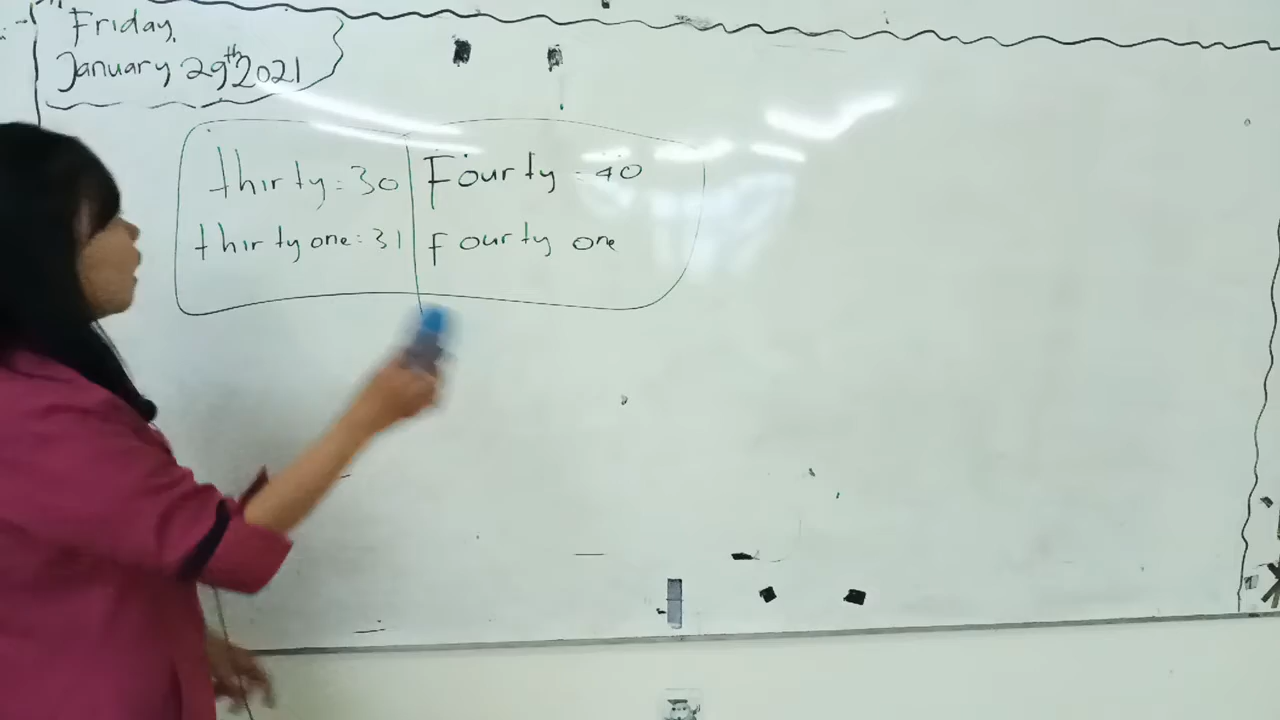 Friday,
January 29th 2021
thirty = 30
Fourty = 40
thirty one: 31
Fourty one